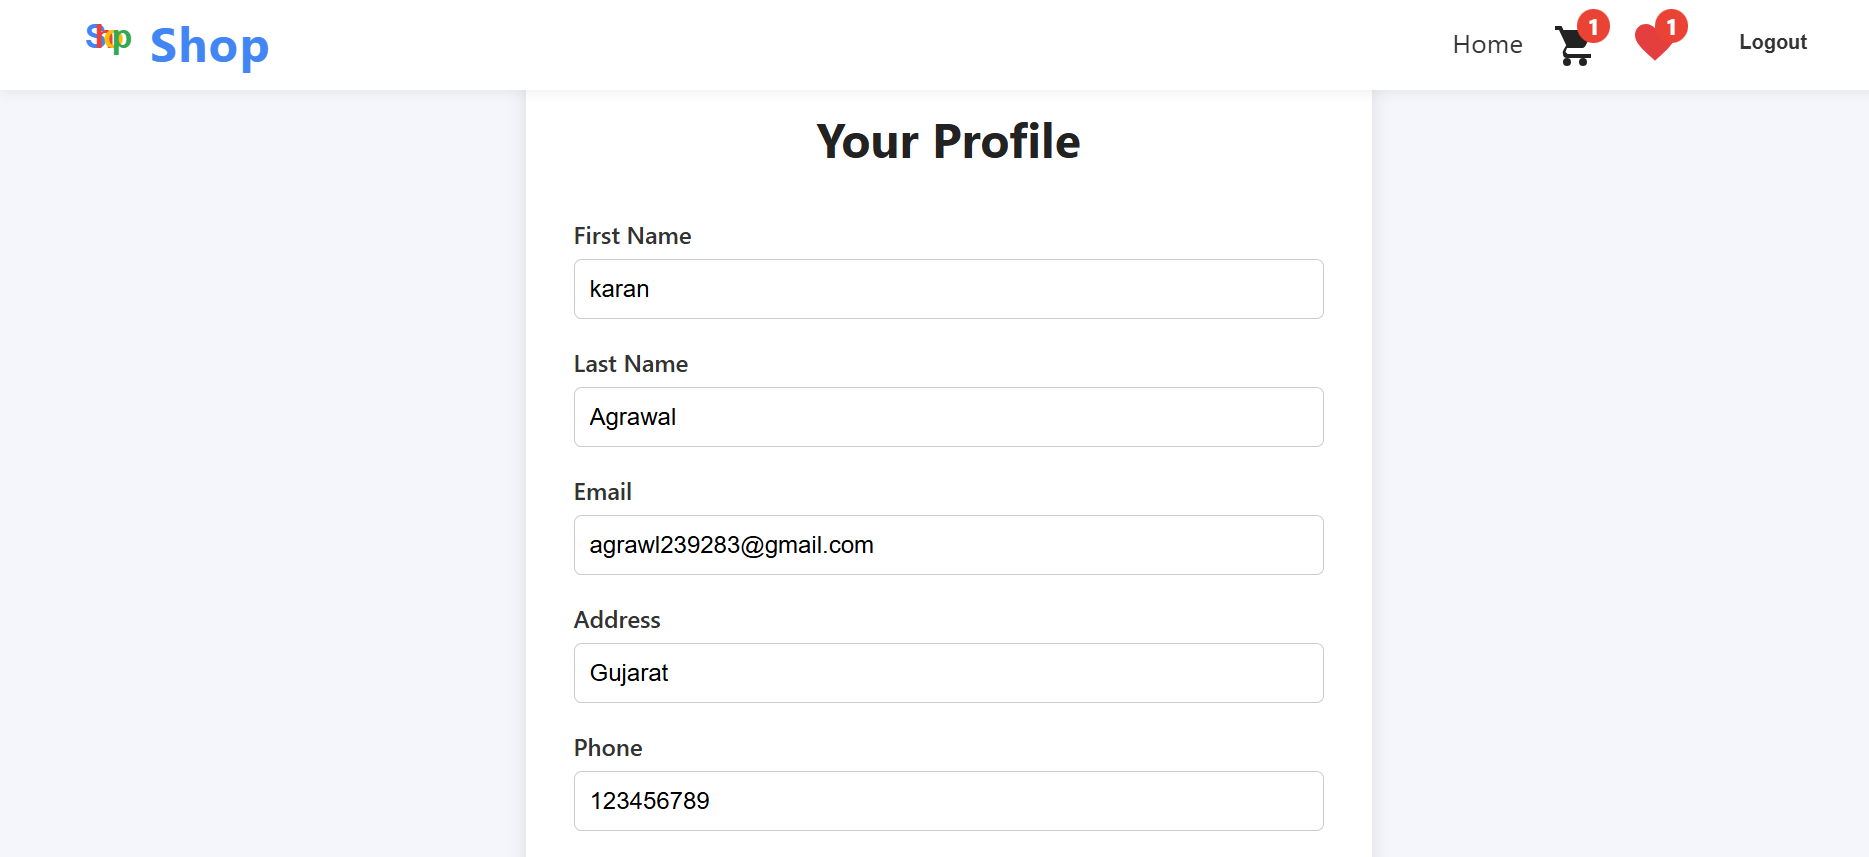 Shop Shop
Home 1 1 Logout
Your Profile
First Name
karan
Last Name
Agrawal
Email
agrawl239283@gmail.com
Address
Gujarat
Phone
123456789